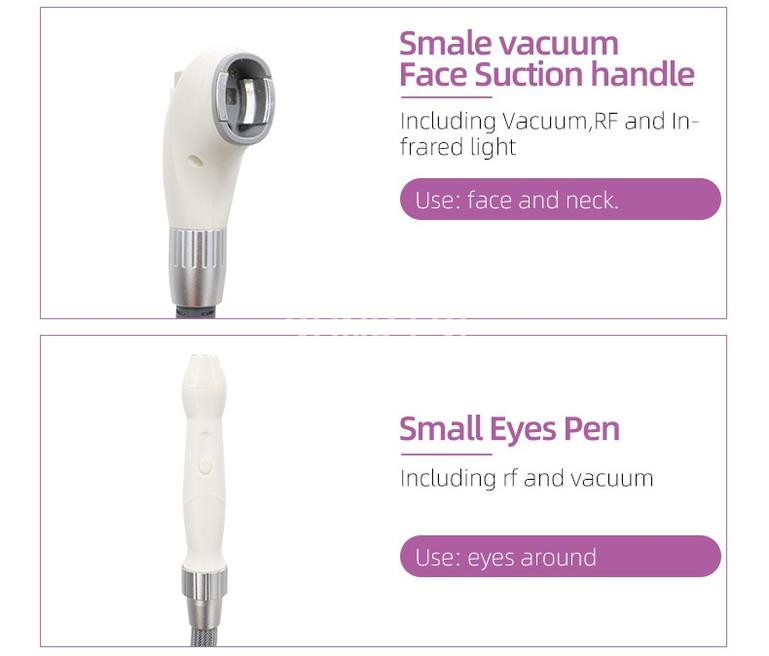 Smale vacuum
Face Suction handle
Including Vacuum,RF and In-
frared light
Use: face and neck.
Small Eyes Pen
Including rf and vacuum
Use: eyes around